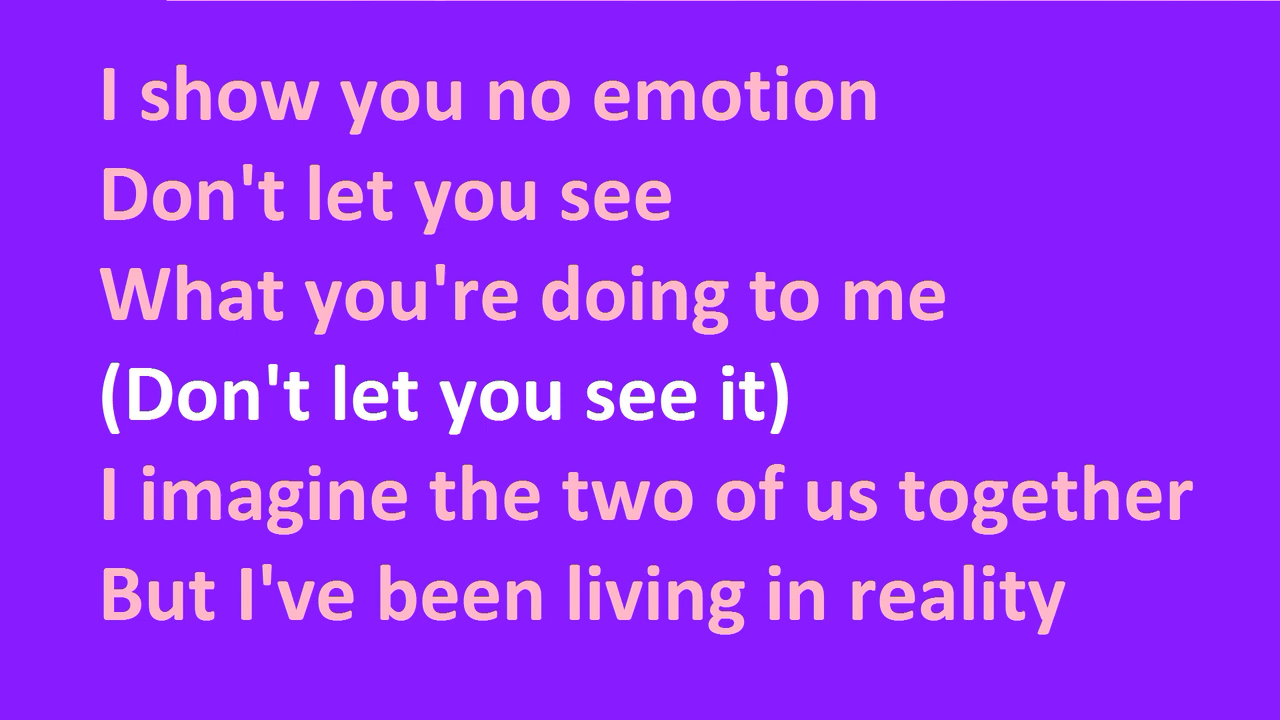 I show you no emotion
Don't let you see
What you're doing to me
(Don't let you see it)
I imagine the two of us together
But I've been living in reality